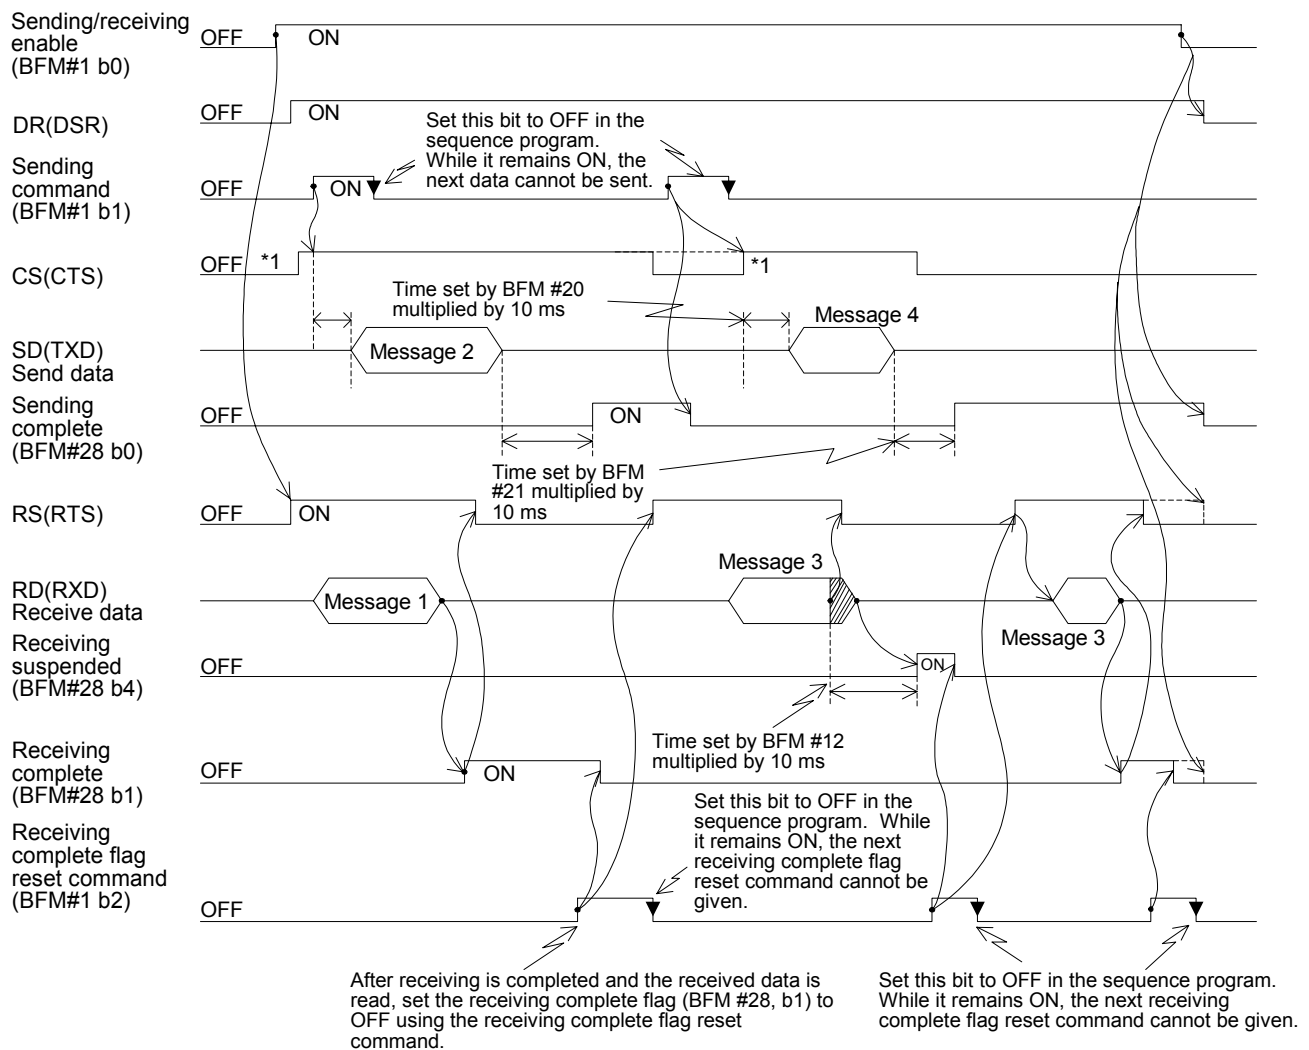 Sending/receiving
enable
(BFM#1 b0)
OFF
ON
DR(DSR)
OFF
ON
Set this bit to OFF in the
sequence program.
While it remains ON, the
next data cannot be sent.
Sending
command
(BFM#1 b1)
OFF
ON
CS(CTS)
OFF
*1
*1
Time set by BFM #20
multiplied by 10 ms
SD(TXD)
Send data
Message 2
Message 4
Sending
complete
(BFM#28 b0)
OFF
ON
Time set by BFM
#21 multiplied by
10 ms
RS(RTS)
OFF
ON
RD(RXD)
Receive data
Message 1
Message 3
Message 3
Receiving
suspended
(BFM#28 b4)
OFF
ON
Time set by BFM #12
multiplied by 10 ms
Receiving
complete
(BFM#28 b1)
OFF
ON
Set this bit to OFF in the
sequence program. While
it remains ON, the next
receiving complete flag
reset command cannot be
given.
Receiving
complete flag
reset command
(BFM#1 b2)
OFF
After receiving is completed and the received data is
read, set the receiving complete flag (BFM #28, b1) to
OFF using the receiving complete flag reset
command.
Set this bit to OFF in the sequence program.
While it remains ON, the next receiving
complete flag reset command cannot be given.